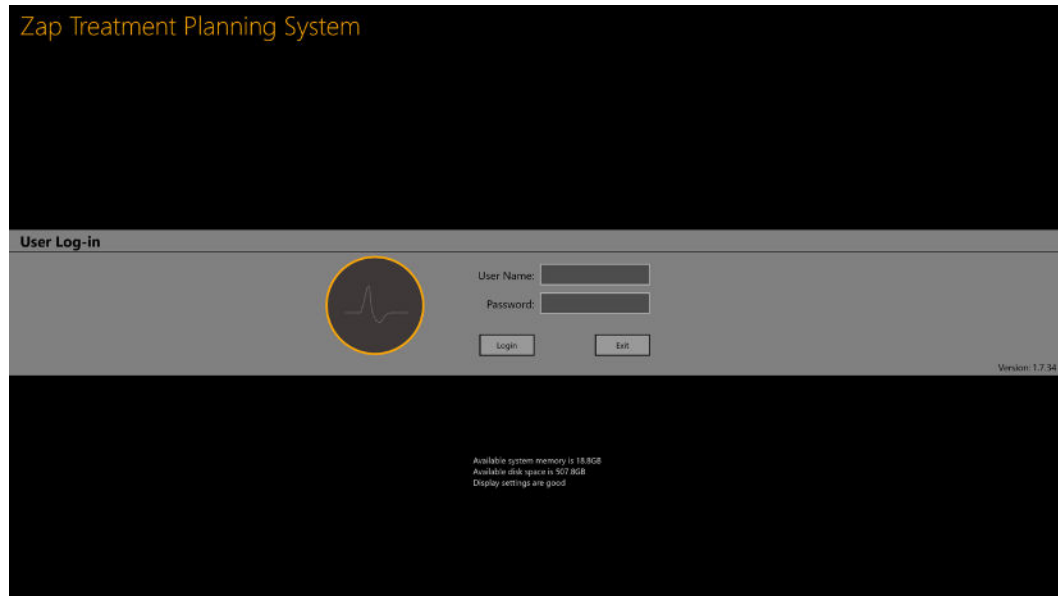 Zap Treatment Planning System
User Log-in
User Name:
Password:
Login Exit
Version: 1.7.34
Available system memory is 18.8GB
Available disk space is 507.8GB
Display settings are good